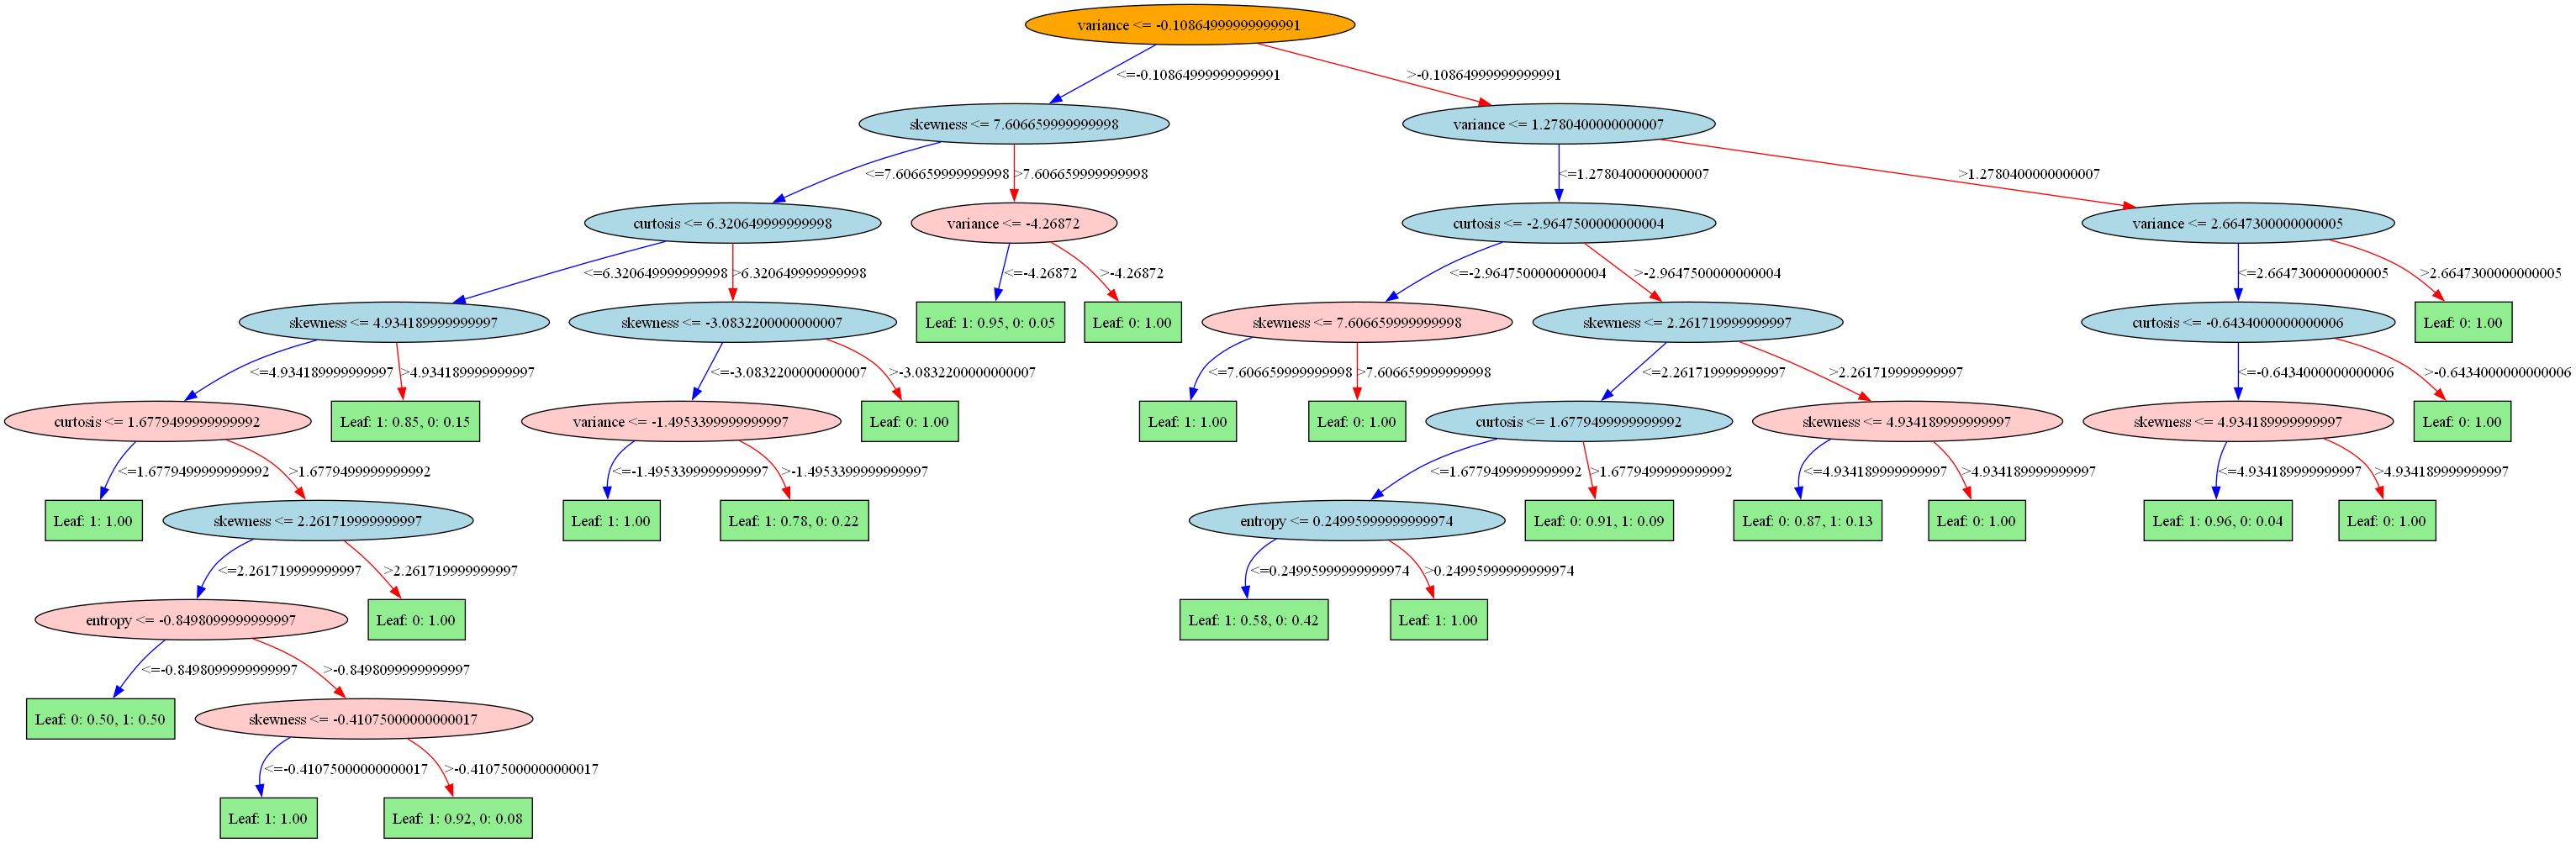 variance <= -0.10864999999999991
<=-0.10864999999999991
>-0.10864999999999991
skewness <= 7.606659999999998
variance <= 1.2780400000000007
<=7.606659999999998
>7.606659999999998
<=1.2780400000000007
>1.2780400000000007
curtosis <= 6.320649999999998
variance <= -4.26872
curtosis <= -2.9647500000000004
variance <= 2.6647300000000005
<=6.320649999999998
>6.320649999999998
<=-4.26872
>-4.26872
<=-2.9647500000000004
>-2.9647500000000004
<=2.6647300000000005
>2.6647300000000005
skewness <= 4.934189999999997
skewness <= -3.0832200000000007
Leaf: 1: 0.95, 0: 0.05
Leaf: 0: 1.00
skewness <= 7.606659999999998
skewness <= 2.261719999999997
curtosis <= -0.6434000000000006
Leaf: 0: 1.00
<=4.934189999999997
>4.934189999999997
<=-3.0832200000000007
>-3.0832200000000007
<=7.606659999999998
>7.606659999999998
<=2.261719999999997
>2.261719999999997
<=-0.6434000000000006
>-0.6434000000000006
curtosis <= 1.6779499999999992
Leaf: 1: 0.85, 0: 0.15
variance <= -1.4953399999999997
Leaf: 0: 1.00
Leaf: 1: 1.00
Leaf: 0: 1.00
curtosis <= 1.6779499999999992
skewness <= 4.934189999999997
skewness <= 4.934189999999997
Leaf: 0: 1.00
<=1.6779499999999992
>1.6779499999999992
<=-1.4953399999999997
>-1.4953399999999997
<=1.6779499999999992
>1.6779499999999992
<=4.934189999999997
>4.934189999999997
<=4.934189999999997
>4.934189999999997
Leaf: 1: 1.00
skewness <= 2.261719999999997
Leaf: 1: 1.00
Leaf: 1: 0.78, 0: 0.22
entropy <= 0.24995999999999974
Leaf: 0: 0.91, 1: 0.09
Leaf: 0: 0.87, 1: 0.13
Leaf: 0: 1.00
Leaf: 1: 0.96, 0: 0.04
Leaf: 0: 1.00
<=2.261719999999997
>2.261719999999997
<=0.24995999999999974
>0.24995999999999974
entropy <= -0.8498099999999997
Leaf: 0: 1.00
Leaf: 1: 0.58, 0: 0.42
Leaf: 1: 1.00
<=-0.8498099999999997
>-0.8498099999999997
Leaf: 0: 0.50, 1: 0.50
skewness <= -0.41075000000000017
<=-0.41075000000000017
>-0.41075000000000017
Leaf: 1: 1.00
Leaf: 1: 0.92, 0: 0.08